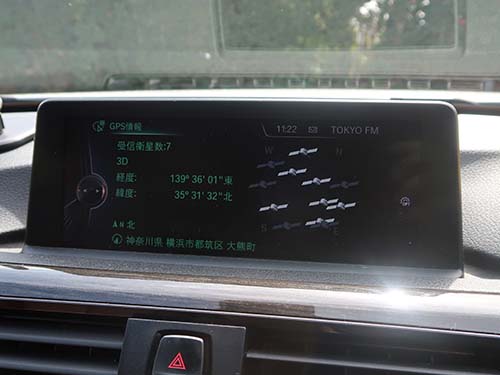 GPS情報
11:22 TOKYO FM
受信衛星数:7
3D
経度: 139° 36' 01" 東
緯度: 35° 31' 32" 北
W N
S E
N 北
神奈川県 横浜市都筑区 大熊町